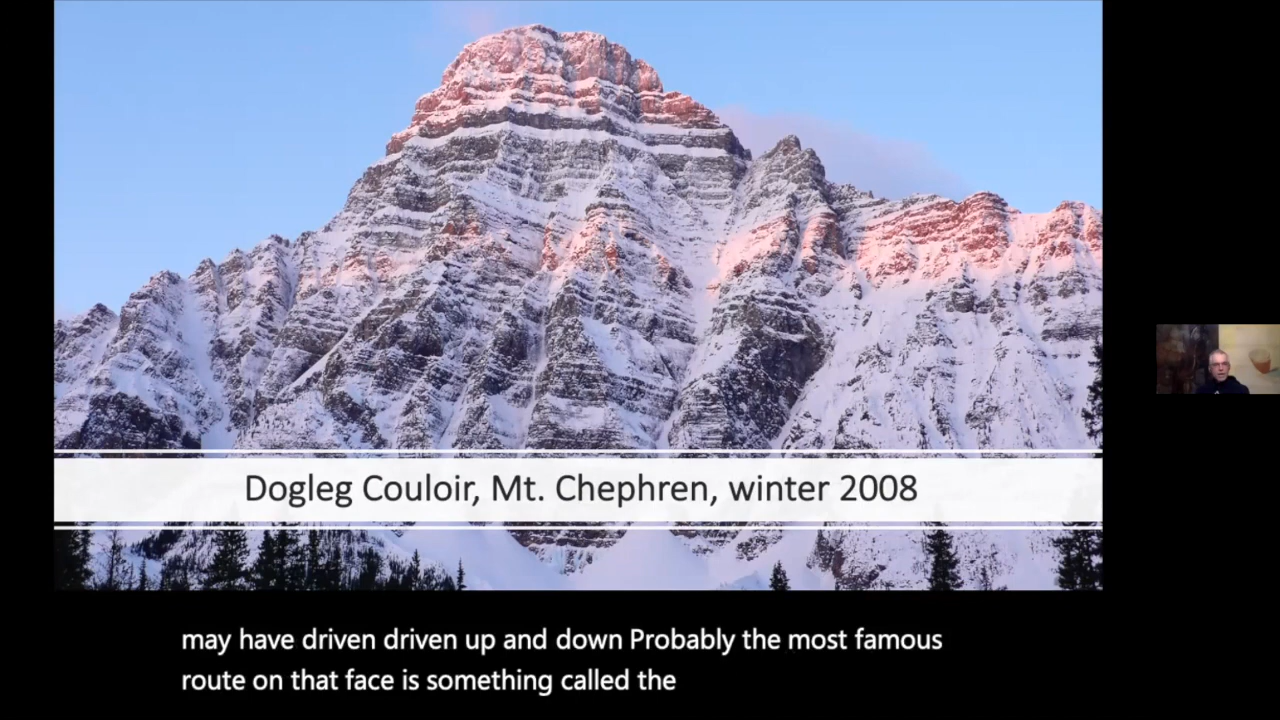 Dogleg Couloir, Mt. Chephren, winter 2008
may have driven driven up and down Probably the most famous
route on that face is something called the